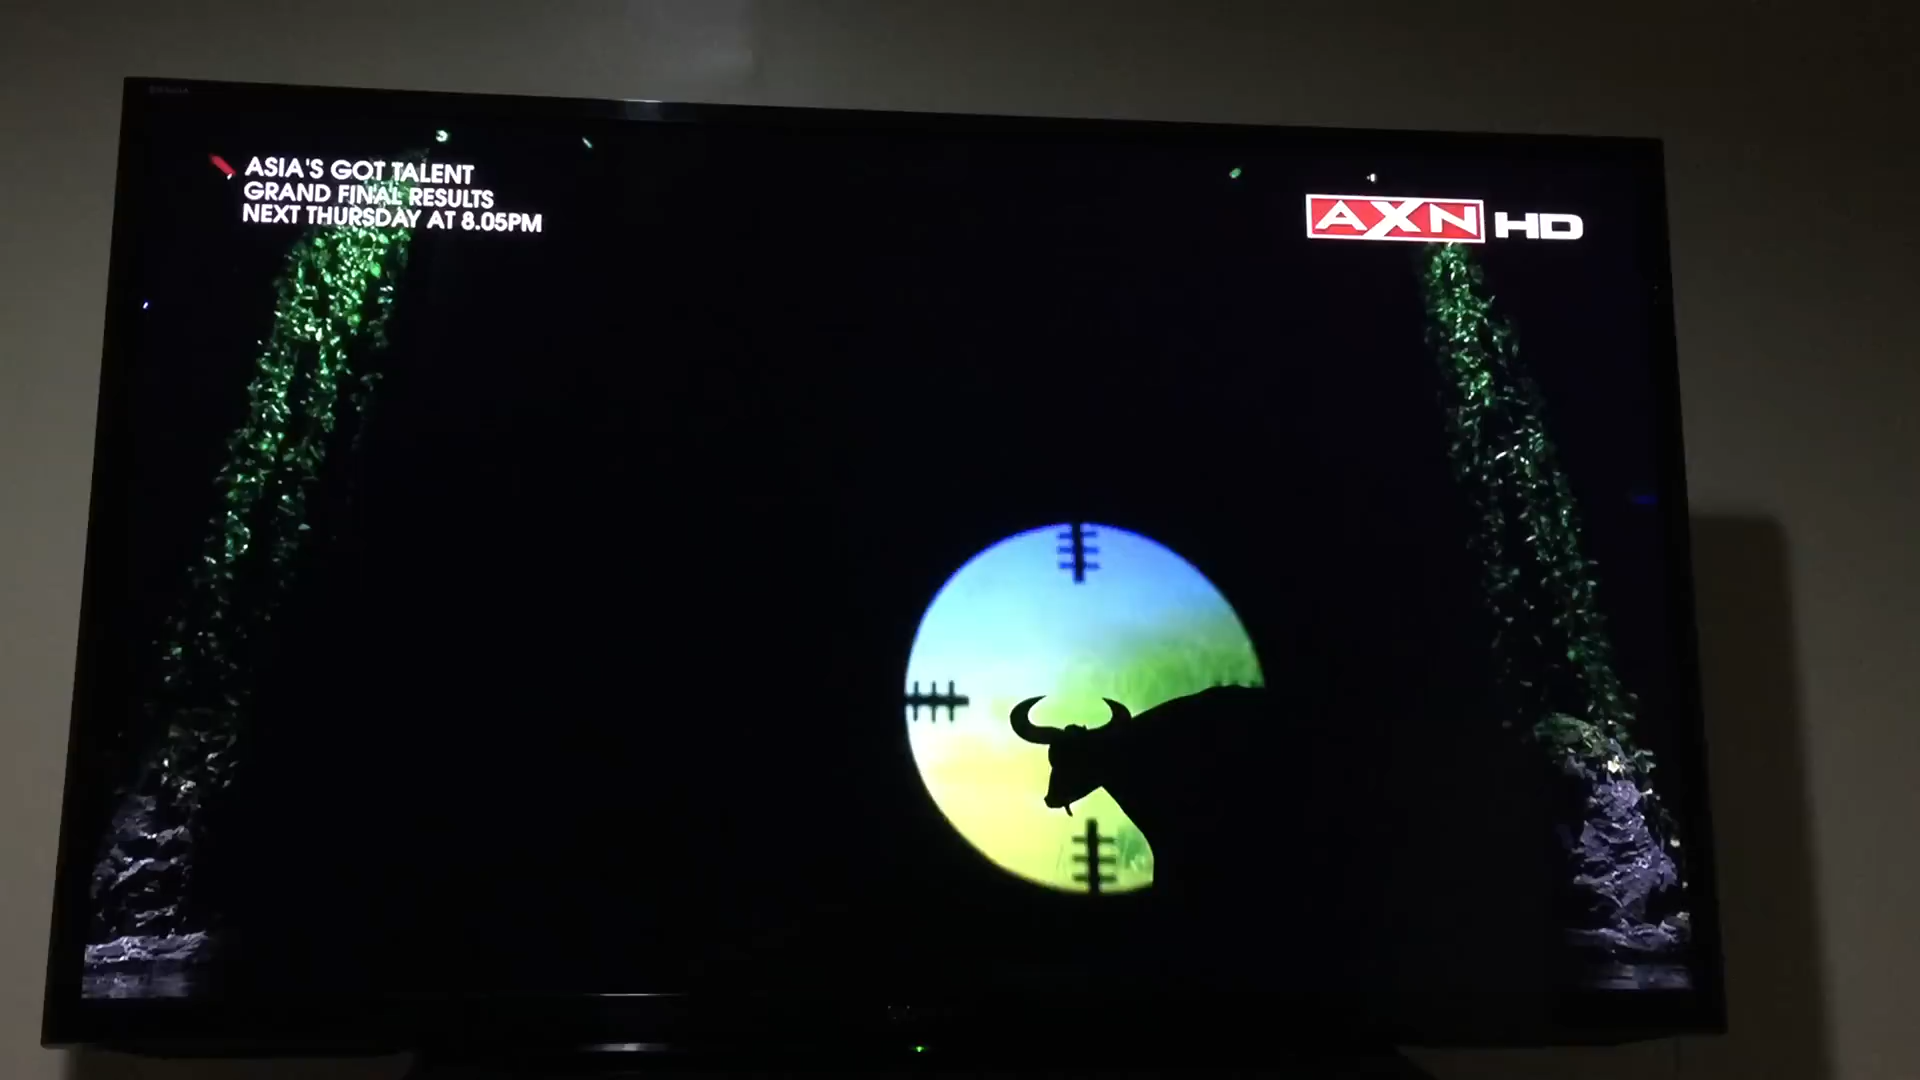 ASIA'S GOT TALENT
GRAND FINAL RESULTS
NEXT THURSDAY AT 8.05PM
AXN HD